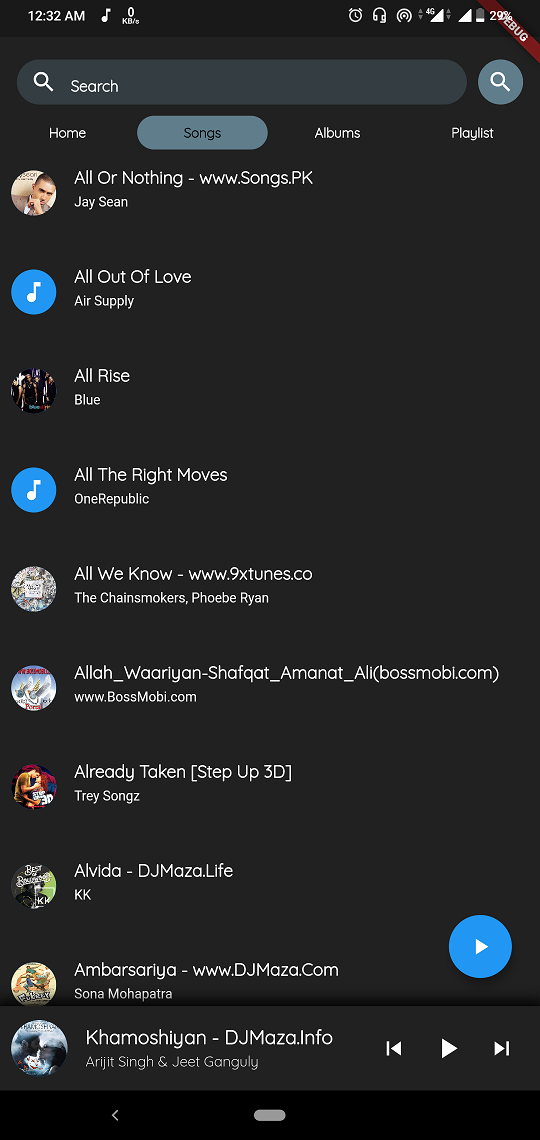 12:32 AM 0 4G 29%
KB/s
DEBUG
Search
Home Songs Albums Playlist
All Or Nothing - www.Songs.PK
Jay Sean
All Out Of Love
Air Supply
All Rise
Blue
All The Right Moves
OneRepublic
All We Know - www.9xtunes.co
The Chainsmokers, Phoebe Ryan
Allah_Waariyan-Shafqat_Amanat_Ali(bossmobi.com)
www.BossMobi.com
Already Taken [Step Up 3D]
Trey Songz
Alvida - DJMaza.Life
KK
Ambarsariya - www.DJMaza.Com
Sona Mohapatra
Khamoshiyan - DJMaza.Info
Arijit Singh & Jeet Ganguly